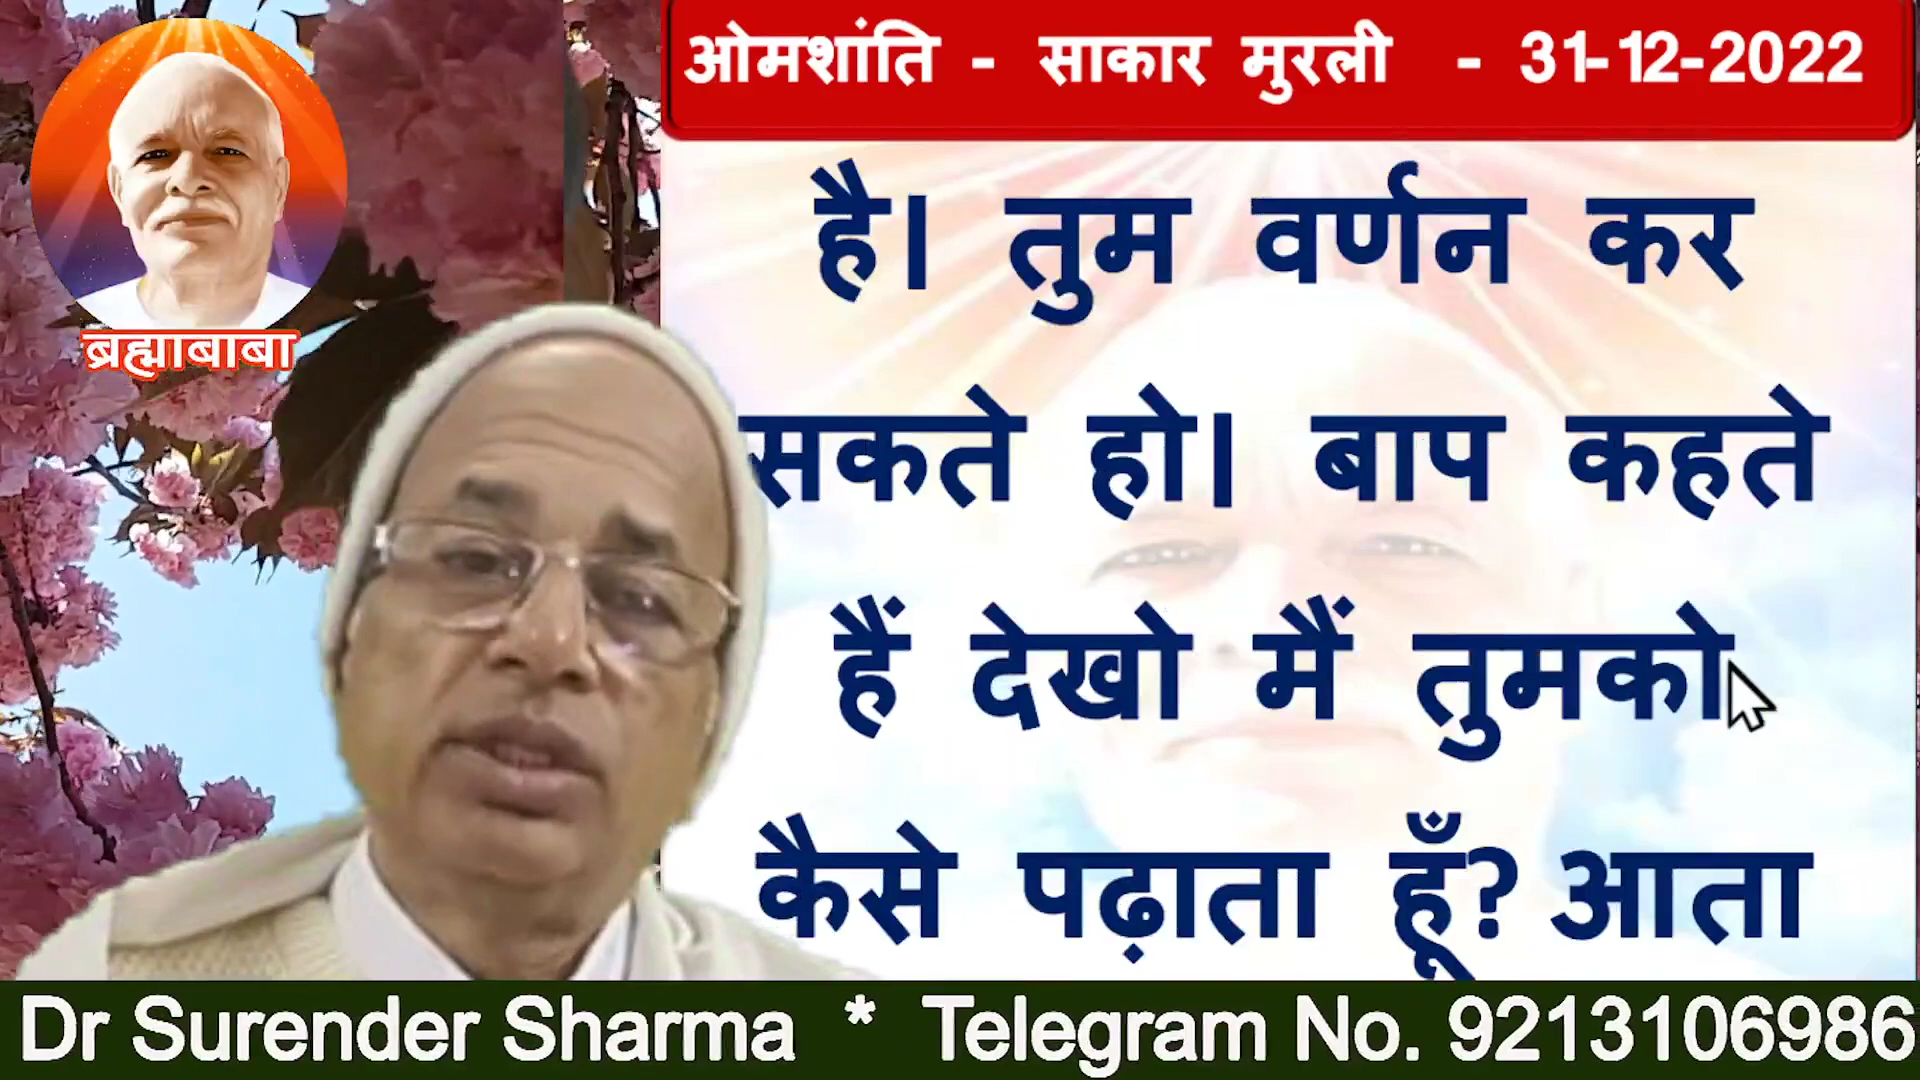 ओमशांति - साकार मुरली - 31-12-2022
ब्रह्माबाबा
है। तुम वर्णन कर
सकते हो। बाप कहते
हैं देखो मैं तुमको
कैसे पढ़ाता हूँ? आता
Dr Surender Sharma * Telegram No. 9213106986